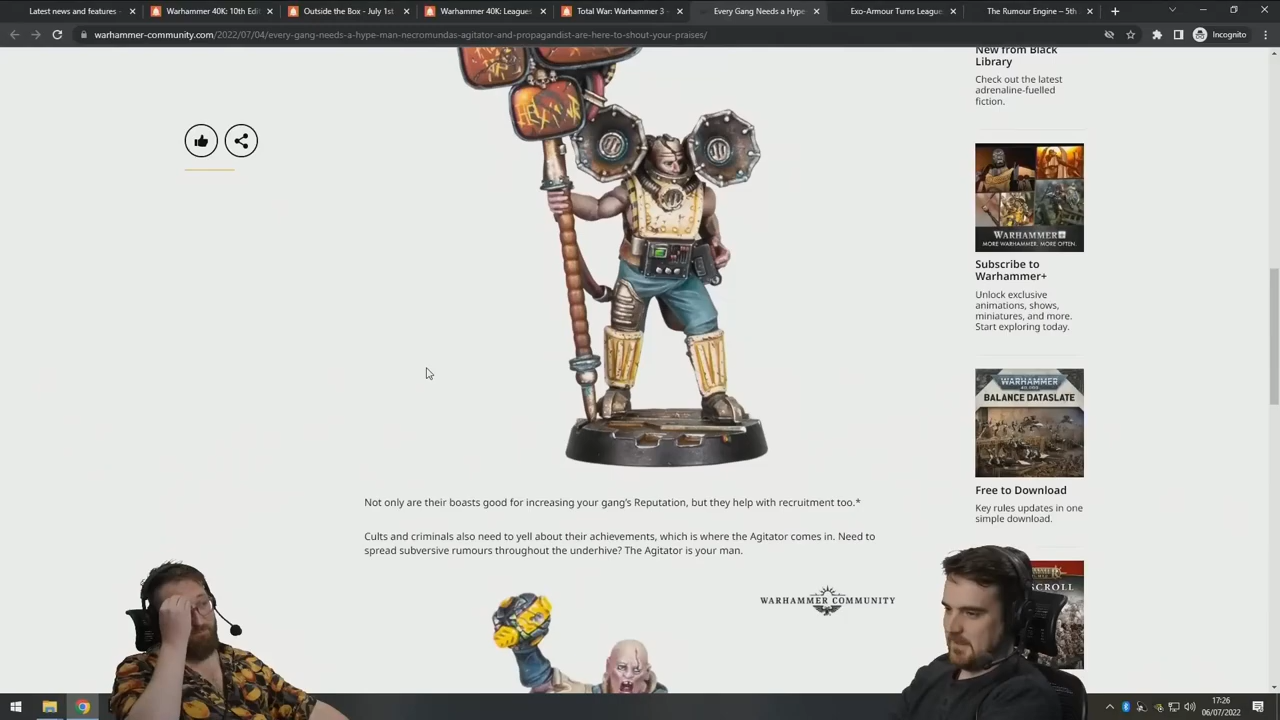 Latest news and features
Warhammer 40K: 10th Edit
Outside the Box - July 1st
Warhammer 40K: Leagues
Total War: Warhammer 3 -
Every Gang Needs a Hype
Exo-Armour Turns League
The Rumour Engine – 5th
warhammer-community.com/2022/07/04/every-gang-needs-a-hype-man-necromundas-agitator-and-propagandist-are-here-to-shout-your-praises/
Incognito
New from Black
Library
Check out the latest
adrenaline-fuelled
fiction.
WARHAMMER+
MORE WARHAMMER. MORE OFTEN.
Subscribe to
Warhammer+
Unlock exclusive
animations, shows,
miniatures, and more.
Start exploring today.
WARHAMMER
BALANCE DATASLATE
Free to Download
Key rules updates in one
simple download.
Not only are their boasts good for increasing your gang's Reputation, but they help with recruitment too.*
Cults and criminals also need to yell about their achievements, which is where the Agitator comes in. Need to
spread subversive rumours throughout the underhive? The Agitator is your man.
WARHAMMER COMMUNITY
17:26
06/07/2022